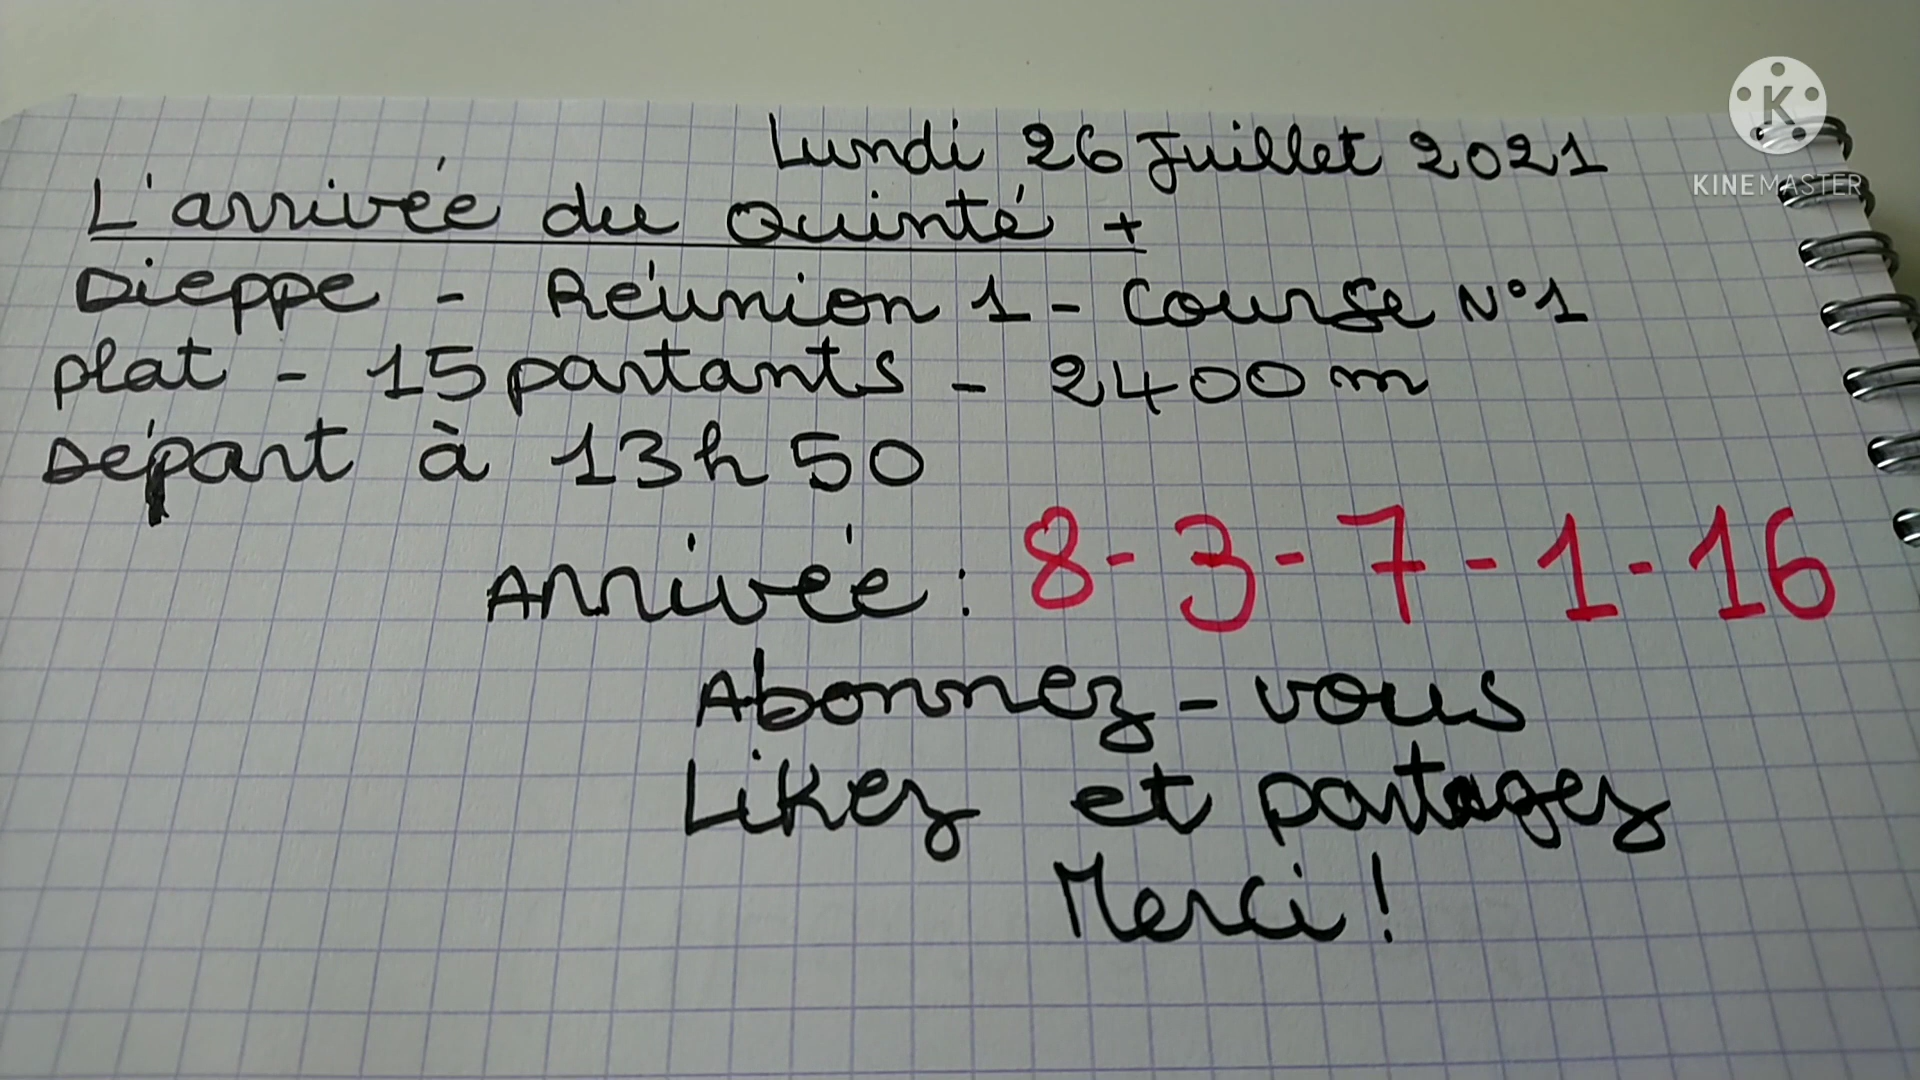 Lundi 26 Juillet 2021
L'arrivée du Quinté +
Dieppe - Réunion 1 - Course N°1
plat - 15 partants - 2400 m
Départ à 13h50
Arrivée : 8 - 3 - 7 - 1 - 16
Abonnez-vous
Likez et partagez
Merci !
K
KINEMASTER